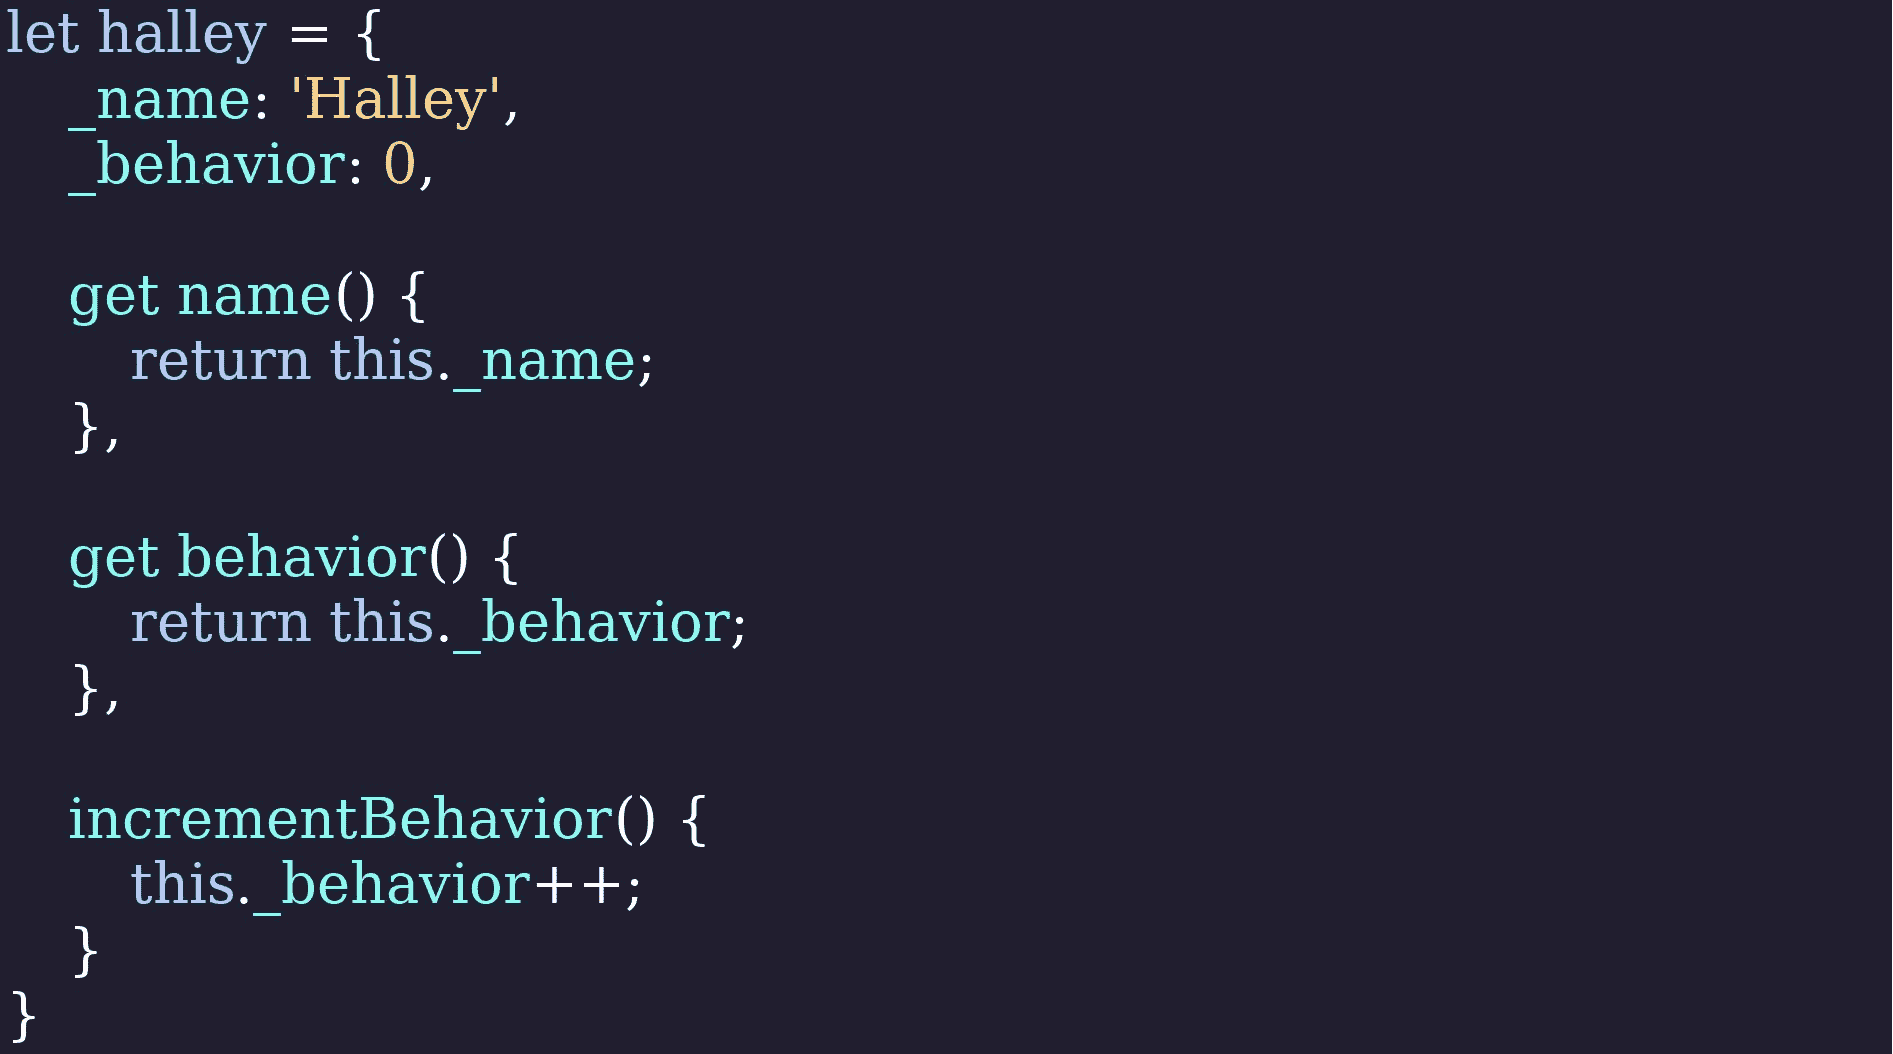 let halley = {
    _name: 'Halley',
    _behavior: 0,

    get name() {
        return this._name;
    },

    get behavior() {
        return this._behavior;
    },

    incrementBehavior() {
        this._behavior++;
    }
}